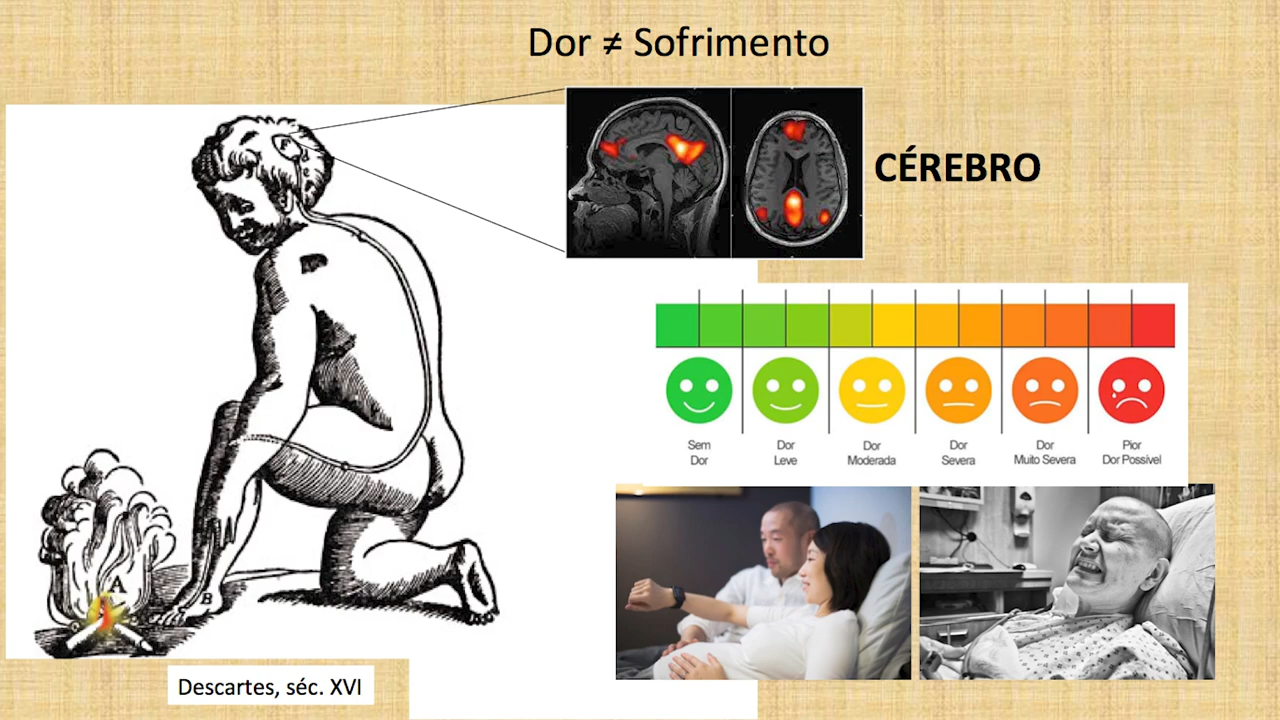 Dor ≠ Sofrimento
CÉREBRO
Sem
Dor
Dor
Leve
Dor
Moderada
Dor
Severa
Dor
Muito Severa
Pior
Dor Possível
A
B
Descartes, séc. XVI